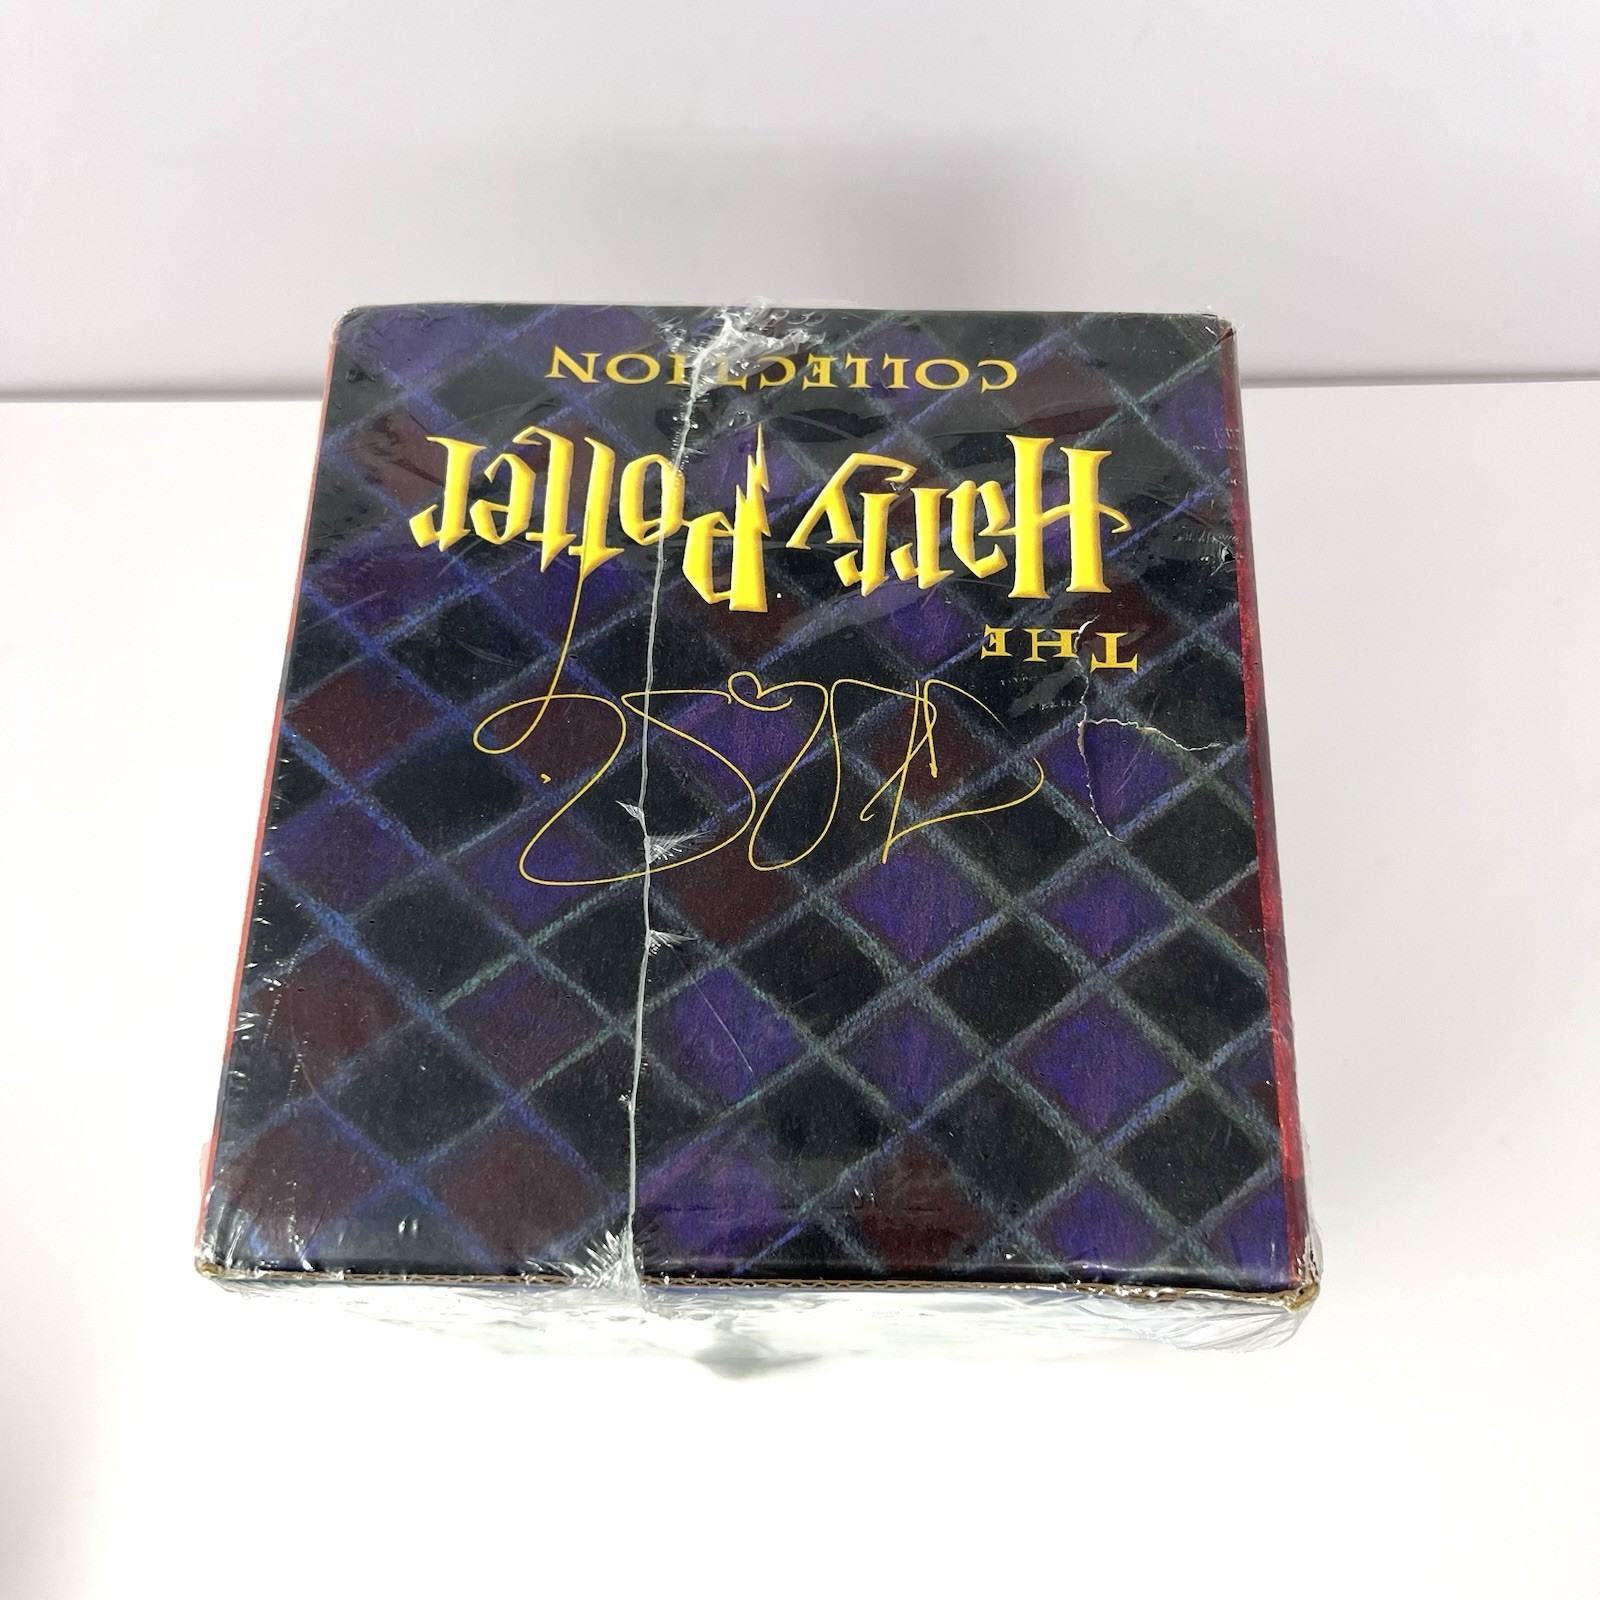 THE
Harry Potter
COLLECTION